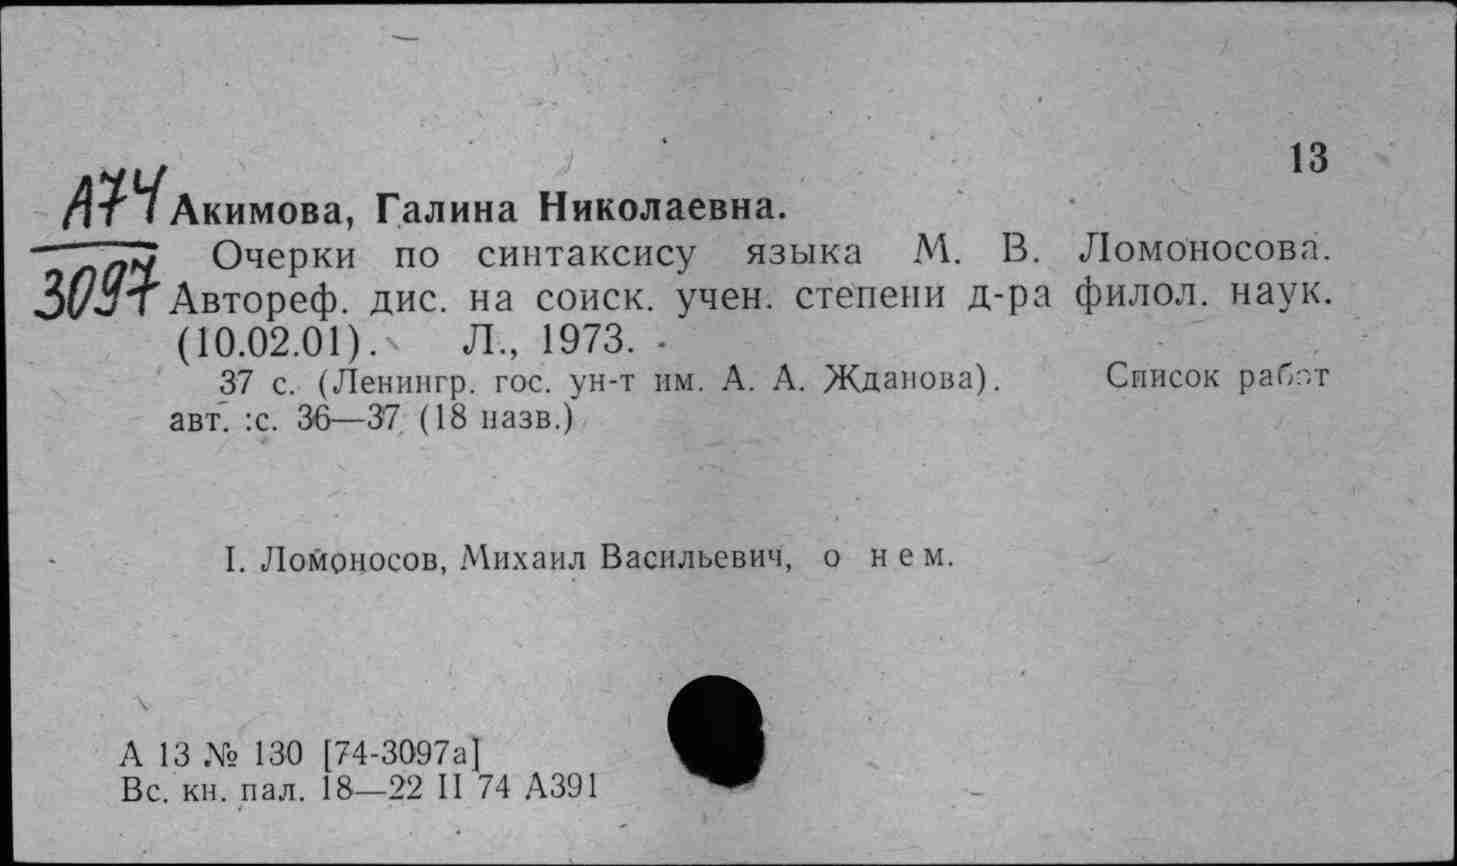 13
А74
3097
Акимова, Галина Николаевна.
Очерки по синтаксису языка М. В. Ломоносова.
Автореф. дис. на соиск. учен. степени д-ра филол. наук.
(10.02.01). Л., 1973.
37 с. (Ленингр. гос. ун-т им. А. А. Жданова). Список работ
авт. :с. 36—37 (18 назв.)
I. Ломоносов, Михаил Васильевич, о нем.
А 13 № 130 [74-3097а]
Вс. кн. пал. 18—22 II 74 А391